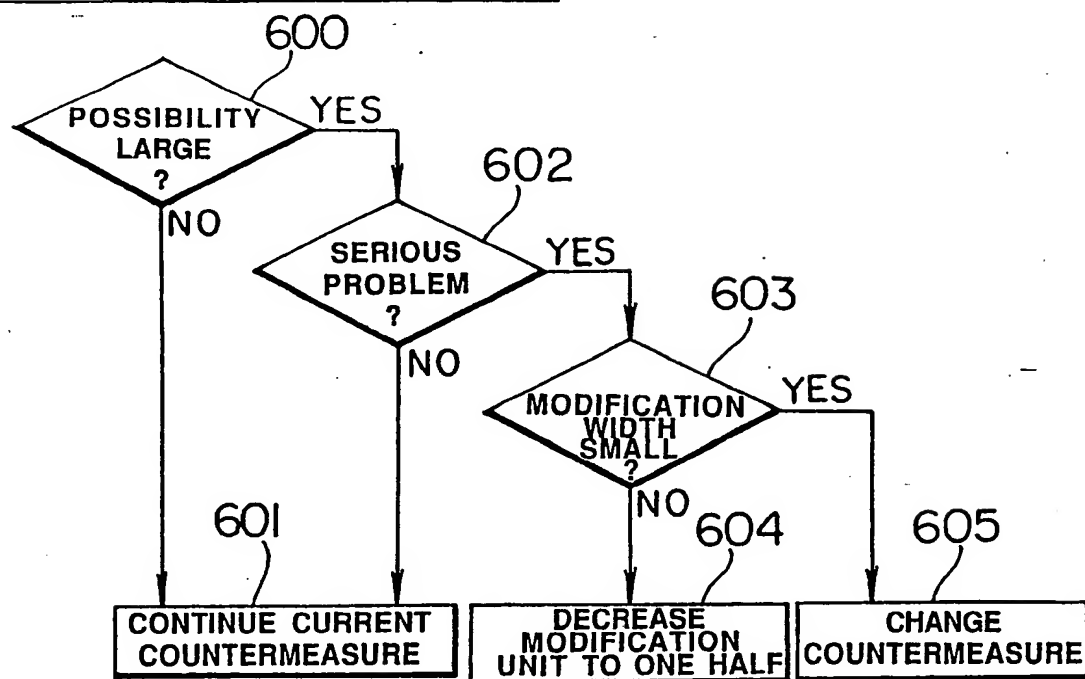 600
POSSIBILITY
LARGE
?
YES
NO
602
SERIOUS
PROBLEM
?
YES
NO
603
MODIFICATION
WIDTH
SMALL
?
YES
NO
601
CONTINUE CURRENT
COUNTERMEASURE
604
DECREASE
MODIFICATION
UNIT TO ONE HALF
605
CHANGE
COUNTERMEASURE